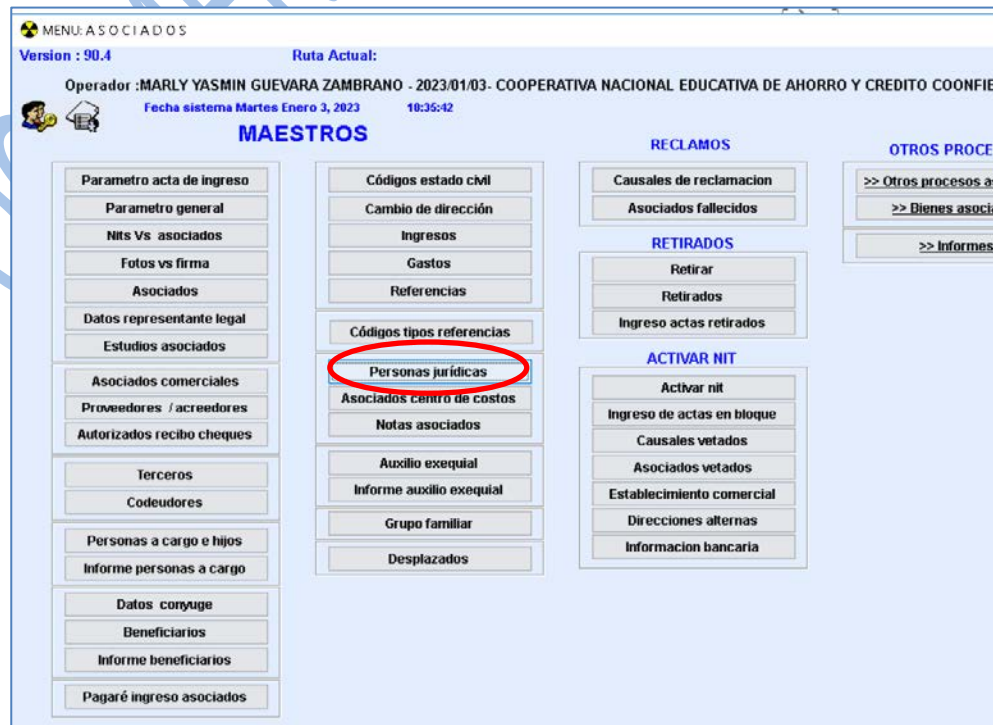 MENU: A S O C I A D O S
Version : 90.4 Ruta Actual:
Operador :MARLY YASMIN GUEVARA ZAMBRANO - 2023/01/03- COOPERATIVA NACIONAL EDUCATIVA DE AHORRO Y CREDITO COONFIE
Fecha sistema Martes Enero 3, 2023 10:35:42
MAESTROS
Parametro acta de ingreso
Parametro general
Nits Vs asociados
Fotos vs firma
Asociados
Datos representante legal
Estudios asociados
Asociados comerciales
Proveedores / acreedores
Autorizados recibo cheques
Terceros
Codeudores
Personas a cargo e hijos
Informe personas a cargo
Datos conyuge
Beneficiarios
Informe beneficiarios
Pagaré ingreso asociados
Códigos estado civil
Cambio de dirección
Ingresos
Gastos
Referencias
Códigos tipos referencias
Personas jurídicas
Asociados centro de costos
Notas asociados
Auxilio exequial
Informe auxilio exequial
Grupo familiar
Desplazados
RECLAMOS
Causales de reclamacion
Asociados fallecidos
RETIRADOS
Retirar
Retirados
Ingreso actas retirados
ACTIVAR NIT
Activar nit
Ingreso de actas en bloque
Causales vetados
Asociados vetados
Establecimiento comercial
Direcciones alternas
Informacion bancaria
OTROS PROCE
>> Otros procesos as
>> Bienes asocia
>> Informes